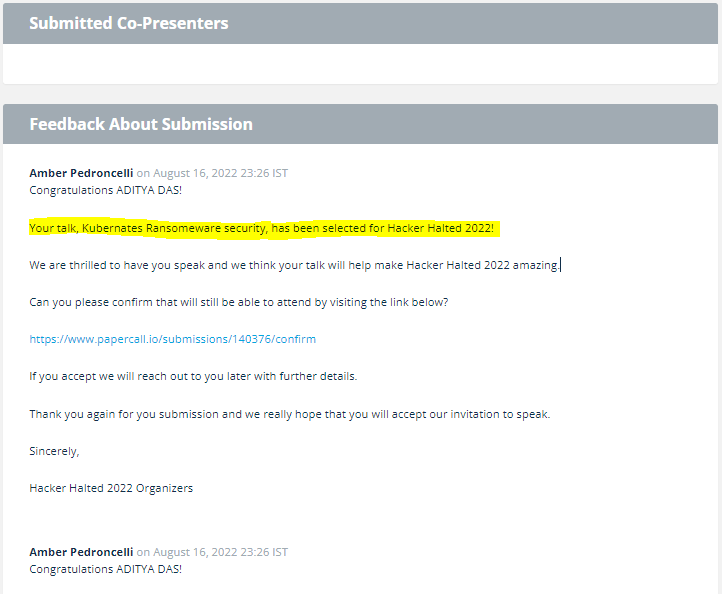 Submitted Co-Presenters
Feedback About Submission
Amber Pedroncelli on August 16, 2022 23:26 IST
Congratulations ADITYA DAS!
Your talk, Kubernates Ransomeware security, has been selected for Hacker Halted 2022!
We are thrilled to have you speak and we think your talk will help make Hacker Halted 2022 amazing.
Can you please confirm that will still be able to attend by visiting the link below?
https://www.papercall.io/submissions/140376/confirm
If you accept we will reach out to you later with further details.
Thank you again for you submission and we really hope that you will accept our invitation to speak.
Sincerely,
Hacker Halted 2022 Organizers
Amber Pedroncelli on August 16, 2022 23:26 IST
Congratulations ADITYA DAS!